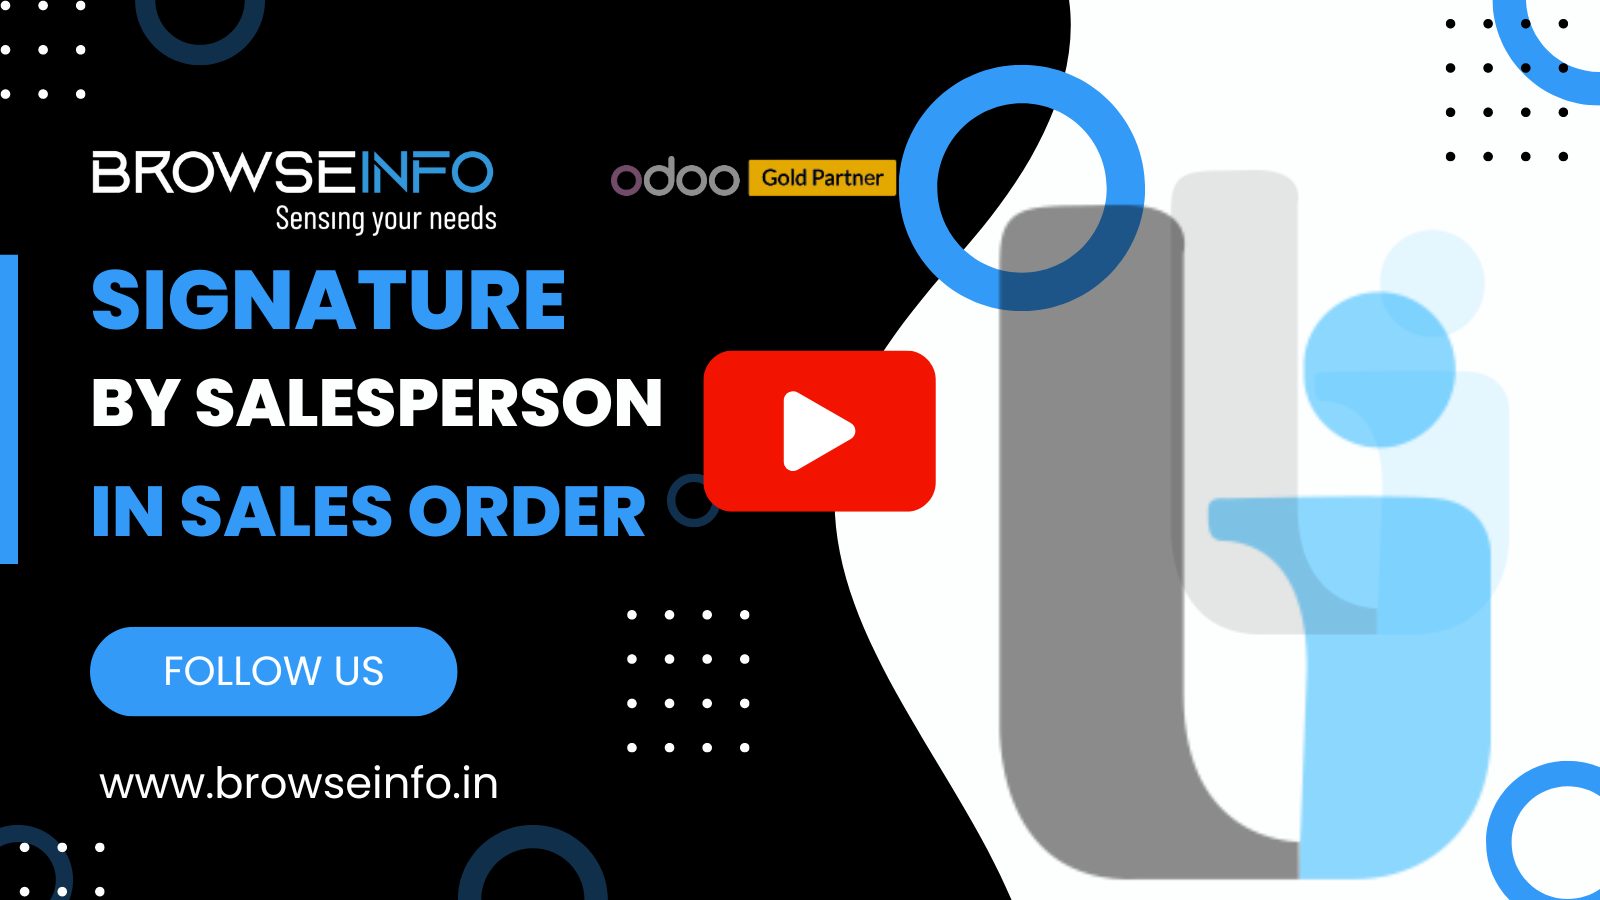 BROWSEINFO
Sensing your needs
odoo Gold Partner
SIGNATURE
BY SALESPERSON
IN SALES ORDER
FOLLOW US
www.browseinfo.in